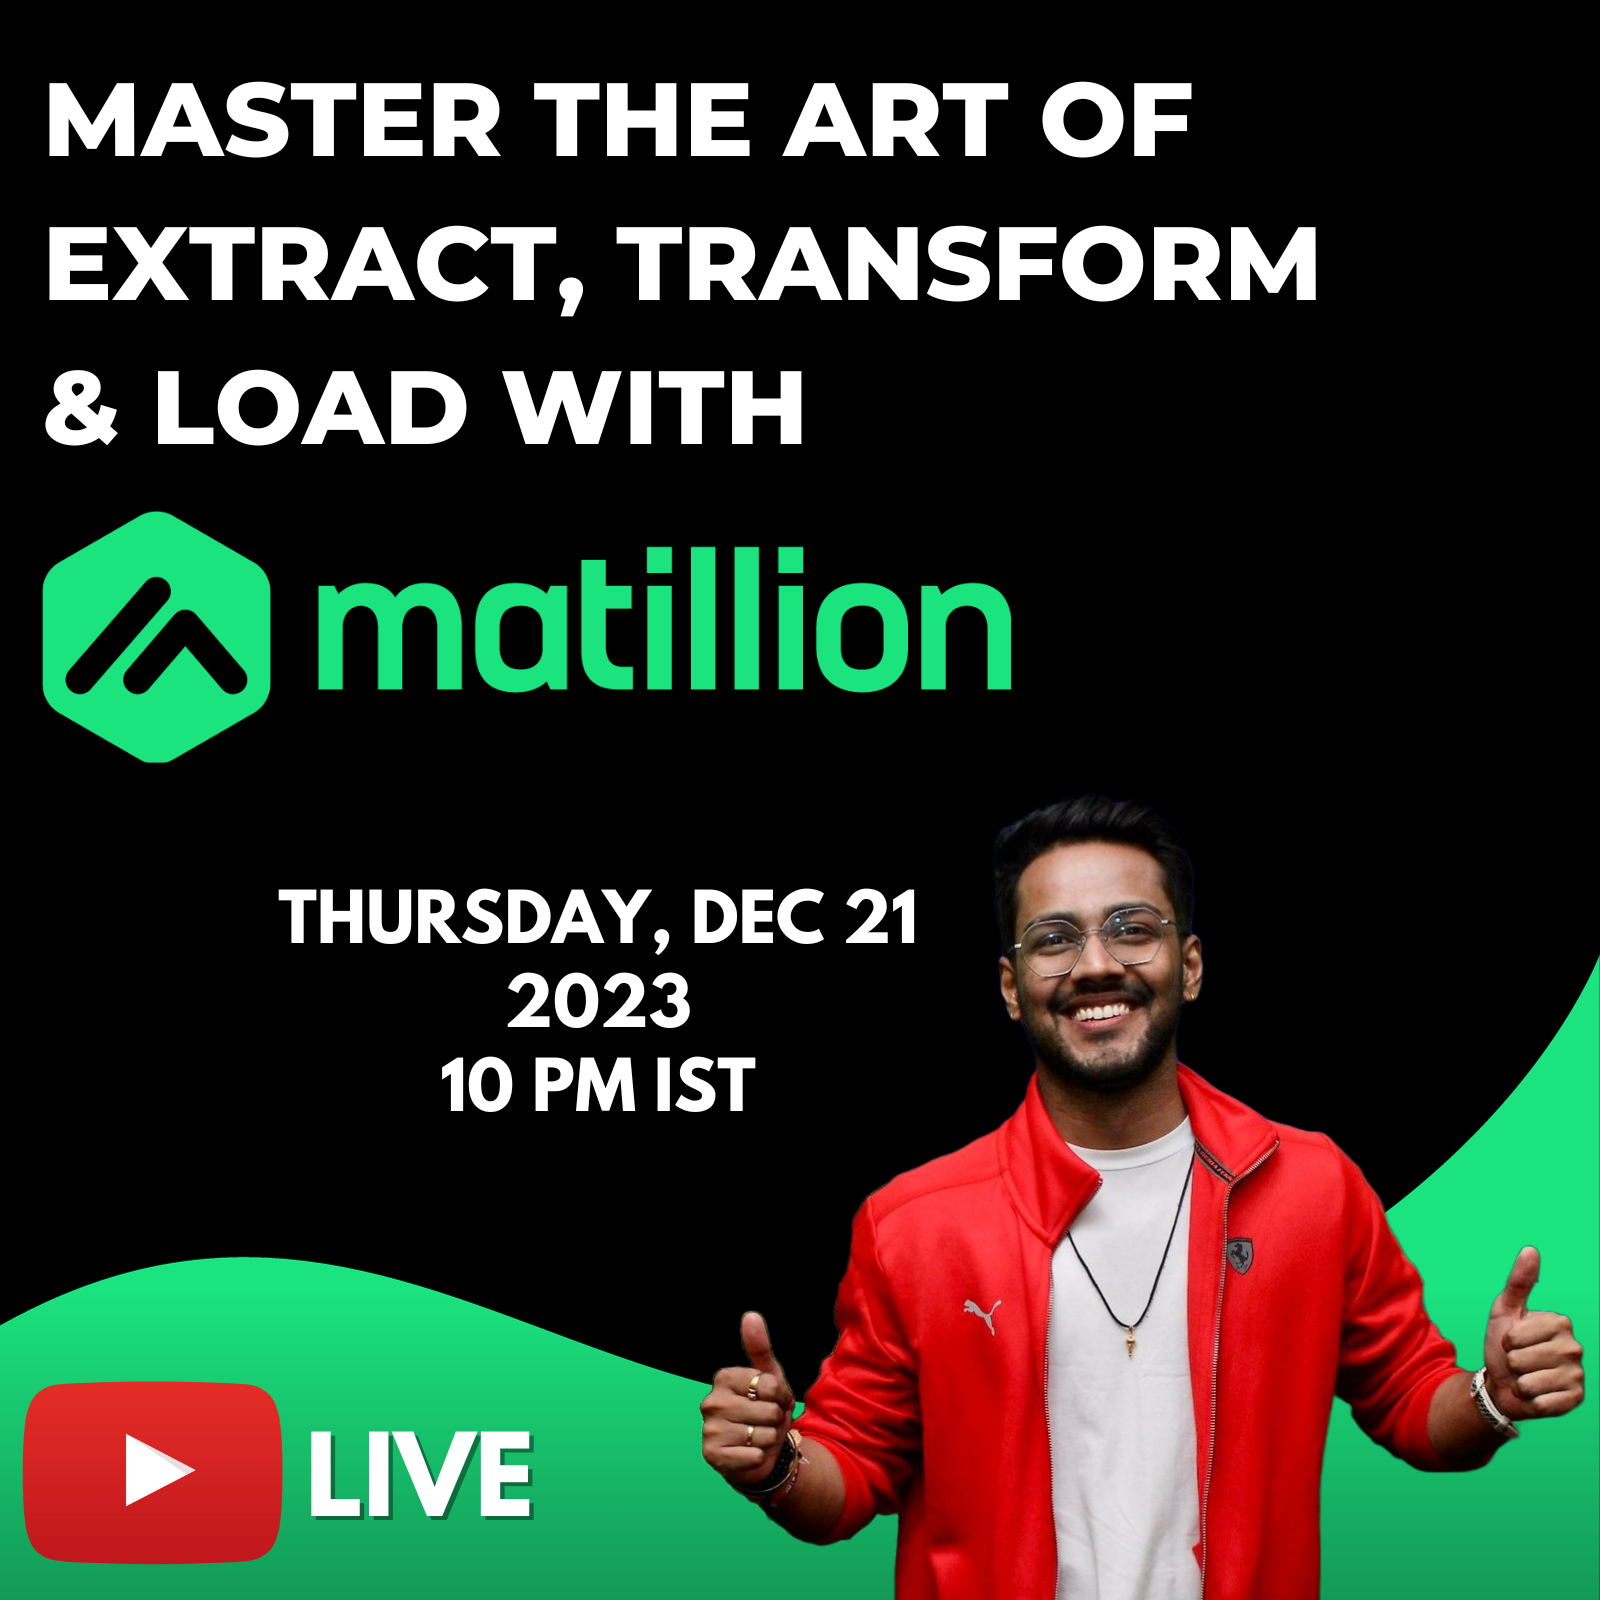 MASTER THE ART OF
EXTRACT, TRANSFORM
& LOAD WITH
matillion
THURSDAY, DEC 21
2023
10 PM IST
LIVE